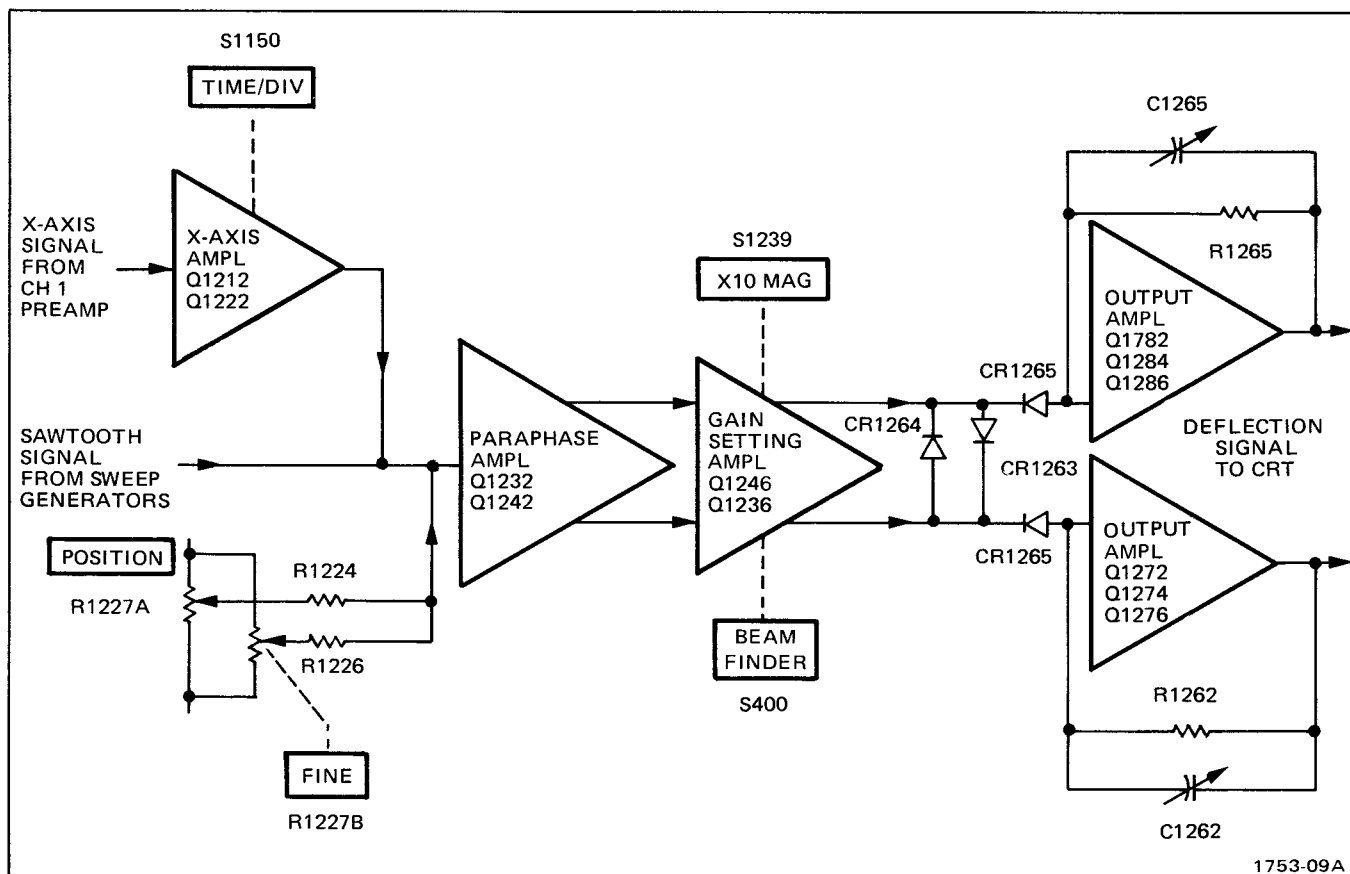 S1150
TIME/DIV
X-AXIS
SIGNAL
FROM
CH 1
PREAMP
X-AXIS
AMPL
Q1212
Q1222
SAWTOOTH
SIGNAL
FROM SWEEP
GENERATORS
POSITION
R1227A
R1224
R1226
FINE
R1227B
PARAPHASE
AMPL
Q1232
Q1242
S1239
X10 MAG
GAIN
SETTING
AMPL
Q1246
Q1236
BEAM
FINDER
S400
CR1264
CR1263
CR1265
CR1265
C1265
R1265
OUTPUT
AMPL
Q1782
Q1284
Q1286
DEFLECTION
SIGNAL
TO CRT
OUTPUT
AMPL
Q1272
Q1274
Q1276
R1262
C1262
1753-09A